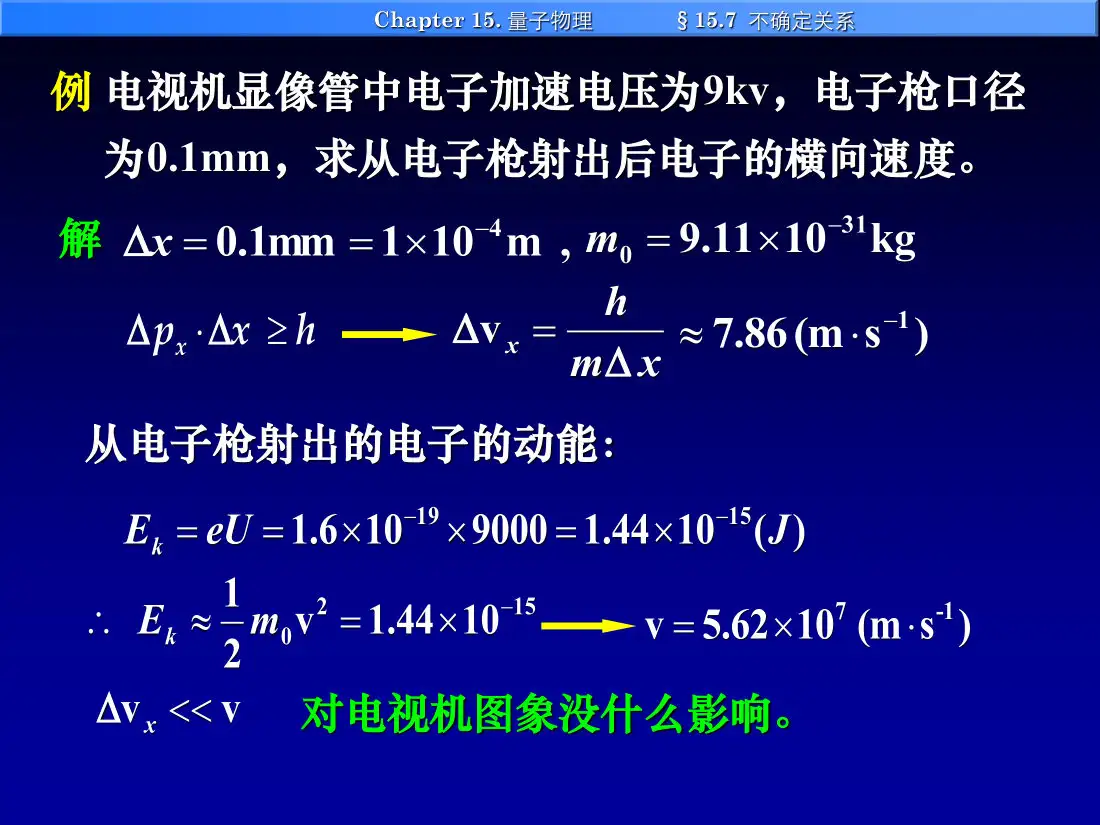 Chapter 15. 量子物理 §15.7 不确定关系
例 电视机显像管中电子加速电压为9kv，电子枪口径
为0.1mm，求从电子枪射出后电子的横向速度。
解 Δx = 0.1mm = 1×10⁻⁴ m , m₀ = 9.11×10⁻³¹ kg
Δpₓ·Δx ≥ h → Δvₓ = h / (mΔx) ≈ 7.86 (m·s⁻¹)
从电子枪射出的电子的动能：
Eₖ = eU = 1.6×10⁻¹⁹ ×9000 = 1.44×10⁻¹⁵ (J)
∴ Eₖ ≈ 1/2 m₀v² = 1.44×10⁻¹⁵ → v = 5.62×10⁷ (m·s⁻¹)
Δvₓ << v 对电视机图象没什么影响。